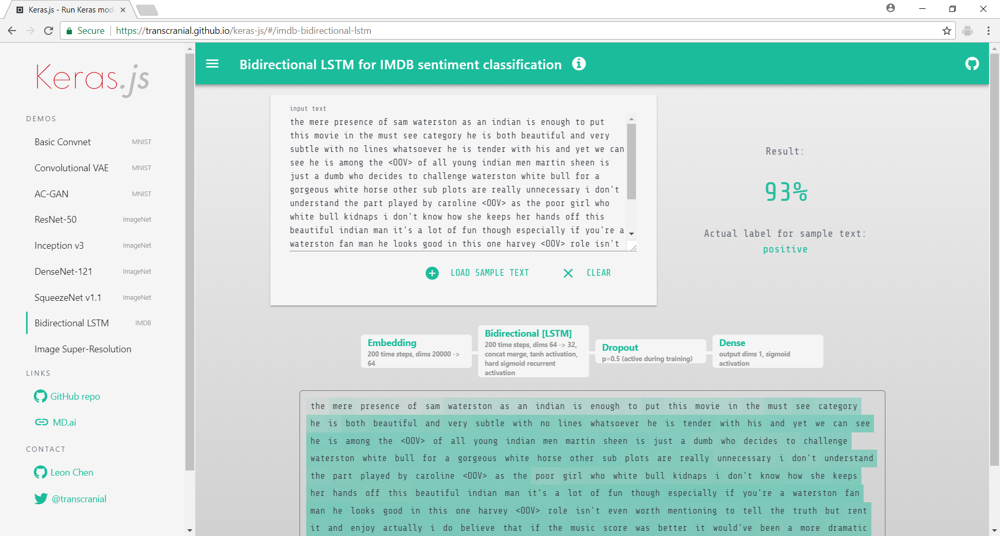 Keras.js - Run Keras mod
Secure
https://transcranial.github.io/keras-js/#/imdb-bidirectional-lstm
Keras.js
DEMOS
Basic Convnet MNIST
Convolutional VAE MNIST
AC-GAN MNIST
ResNet-50 ImageNet
Inception v3 ImageNet
DenseNet-121 ImageNet
SqueezeNet v1.1 ImageNet
Bidirectional LSTM IMDB
Image Super-Resolution
LINKS
GitHub repo
MD.ai
CONTACT
Leon Chen
@transcranial
Bidirectional LSTM for IMDB sentiment classification
input text
the mere presence of sam waterston as an indian is enough to put
this movie in the must see category he is both beautiful and very
subtle with no lines whatsoever he is tender with his and yet we can
see he is among the <OOV> of all young indian men martin sheen is
just a dumb who decides to challenge waterston white bull for a
gorgeous white horse other sub plots are really unnecessary i don't
understand the part played by caroline <OOV> as the poor girl who
white bull kidnaps i don't know how she keeps her hands off this
beautiful indian man it's a lot of fun though especially if you're a
waterston fan man he looks good in this one harvey <OOV> role isn't
LOAD SAMPLE TEXT
CLEAR
Result:
93%
Actual label for sample text:
positive
Embedding
200 time steps, dims 20000 ->
64
Bidirectional [LSTM]
200 time steps, dims 64 -> 32,
concat merge, tanh activation,
hard sigmoid recurrent
activation
Dropout
p=0.5 (active during training)
Dense
output dims 1, sigmoid
activation
the mere presence of sam waterston as an indian is enough to put this movie in the must see category
he is both beautiful and very subtle with no lines whatsoever he is tender with his and yet we can see
he is among the <OOV> of all young indian men martin sheen is just a dumb who decides to challenge
waterston white bull for a gorgeous white horse other sub plots are really unnecessary i don't understand
the part played by caroline <OOV> as the poor girl who white bull kidnaps i don't know how she keeps
her hands off this beautiful indian man it's a lot of fun though especially if you're a waterston fan
man he looks good in this one harvey <OOV> role isn't even worth mentioning to tell the truth but rent
it and enjoy actually i do believe that if the music score was better it would've been a more dramatic